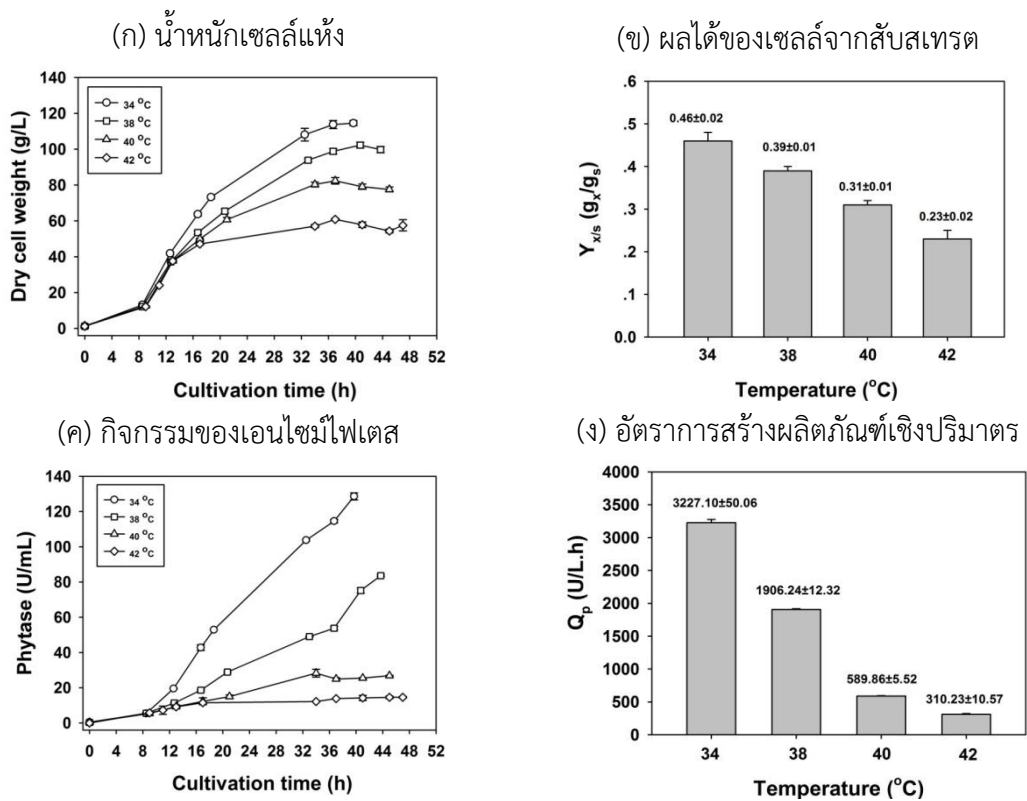 (ก) น้ำหนักเซลล์แห้ง
140
120
100
80
60
40
20
0
Dry cell weight (g/L)
34 °C
38 °C
40 °C
42 °C
0 4 8 12 16 20 24 28 32 36 40 44 48 52
Cultivation time (h)
(ข) ผลได้ของเซลล์จากสับสเทรต
.6
.5
.4
.3
.2
.1
0.0
Y x/s (g x/g s)
0.46±0.02
0.39±0.01
0.31±0.01
0.23±0.02
34 38 40 42
Temperature (°C)
(ค) กิจกรรมของเอนไซม์ไฟเตส
140
120
100
80
60
40
20
0
Phytase (U/mL)
34 °C
38 °C
40 °C
42 °C
0 4 8 12 16 20 24 28 32 36 40 44 48 52
Cultivation time (h)
(ง) อัตราการสร้างผลิตภัณฑ์เชิงปริมาตร
4000
3500
3000
2500
2000
1500
1000
500
0
Q p (U/L.h)
3227.10±50.06
1906.24±12.32
589.86±5.52
310.23±10.57
34 38 40 42
Temperature (°C)